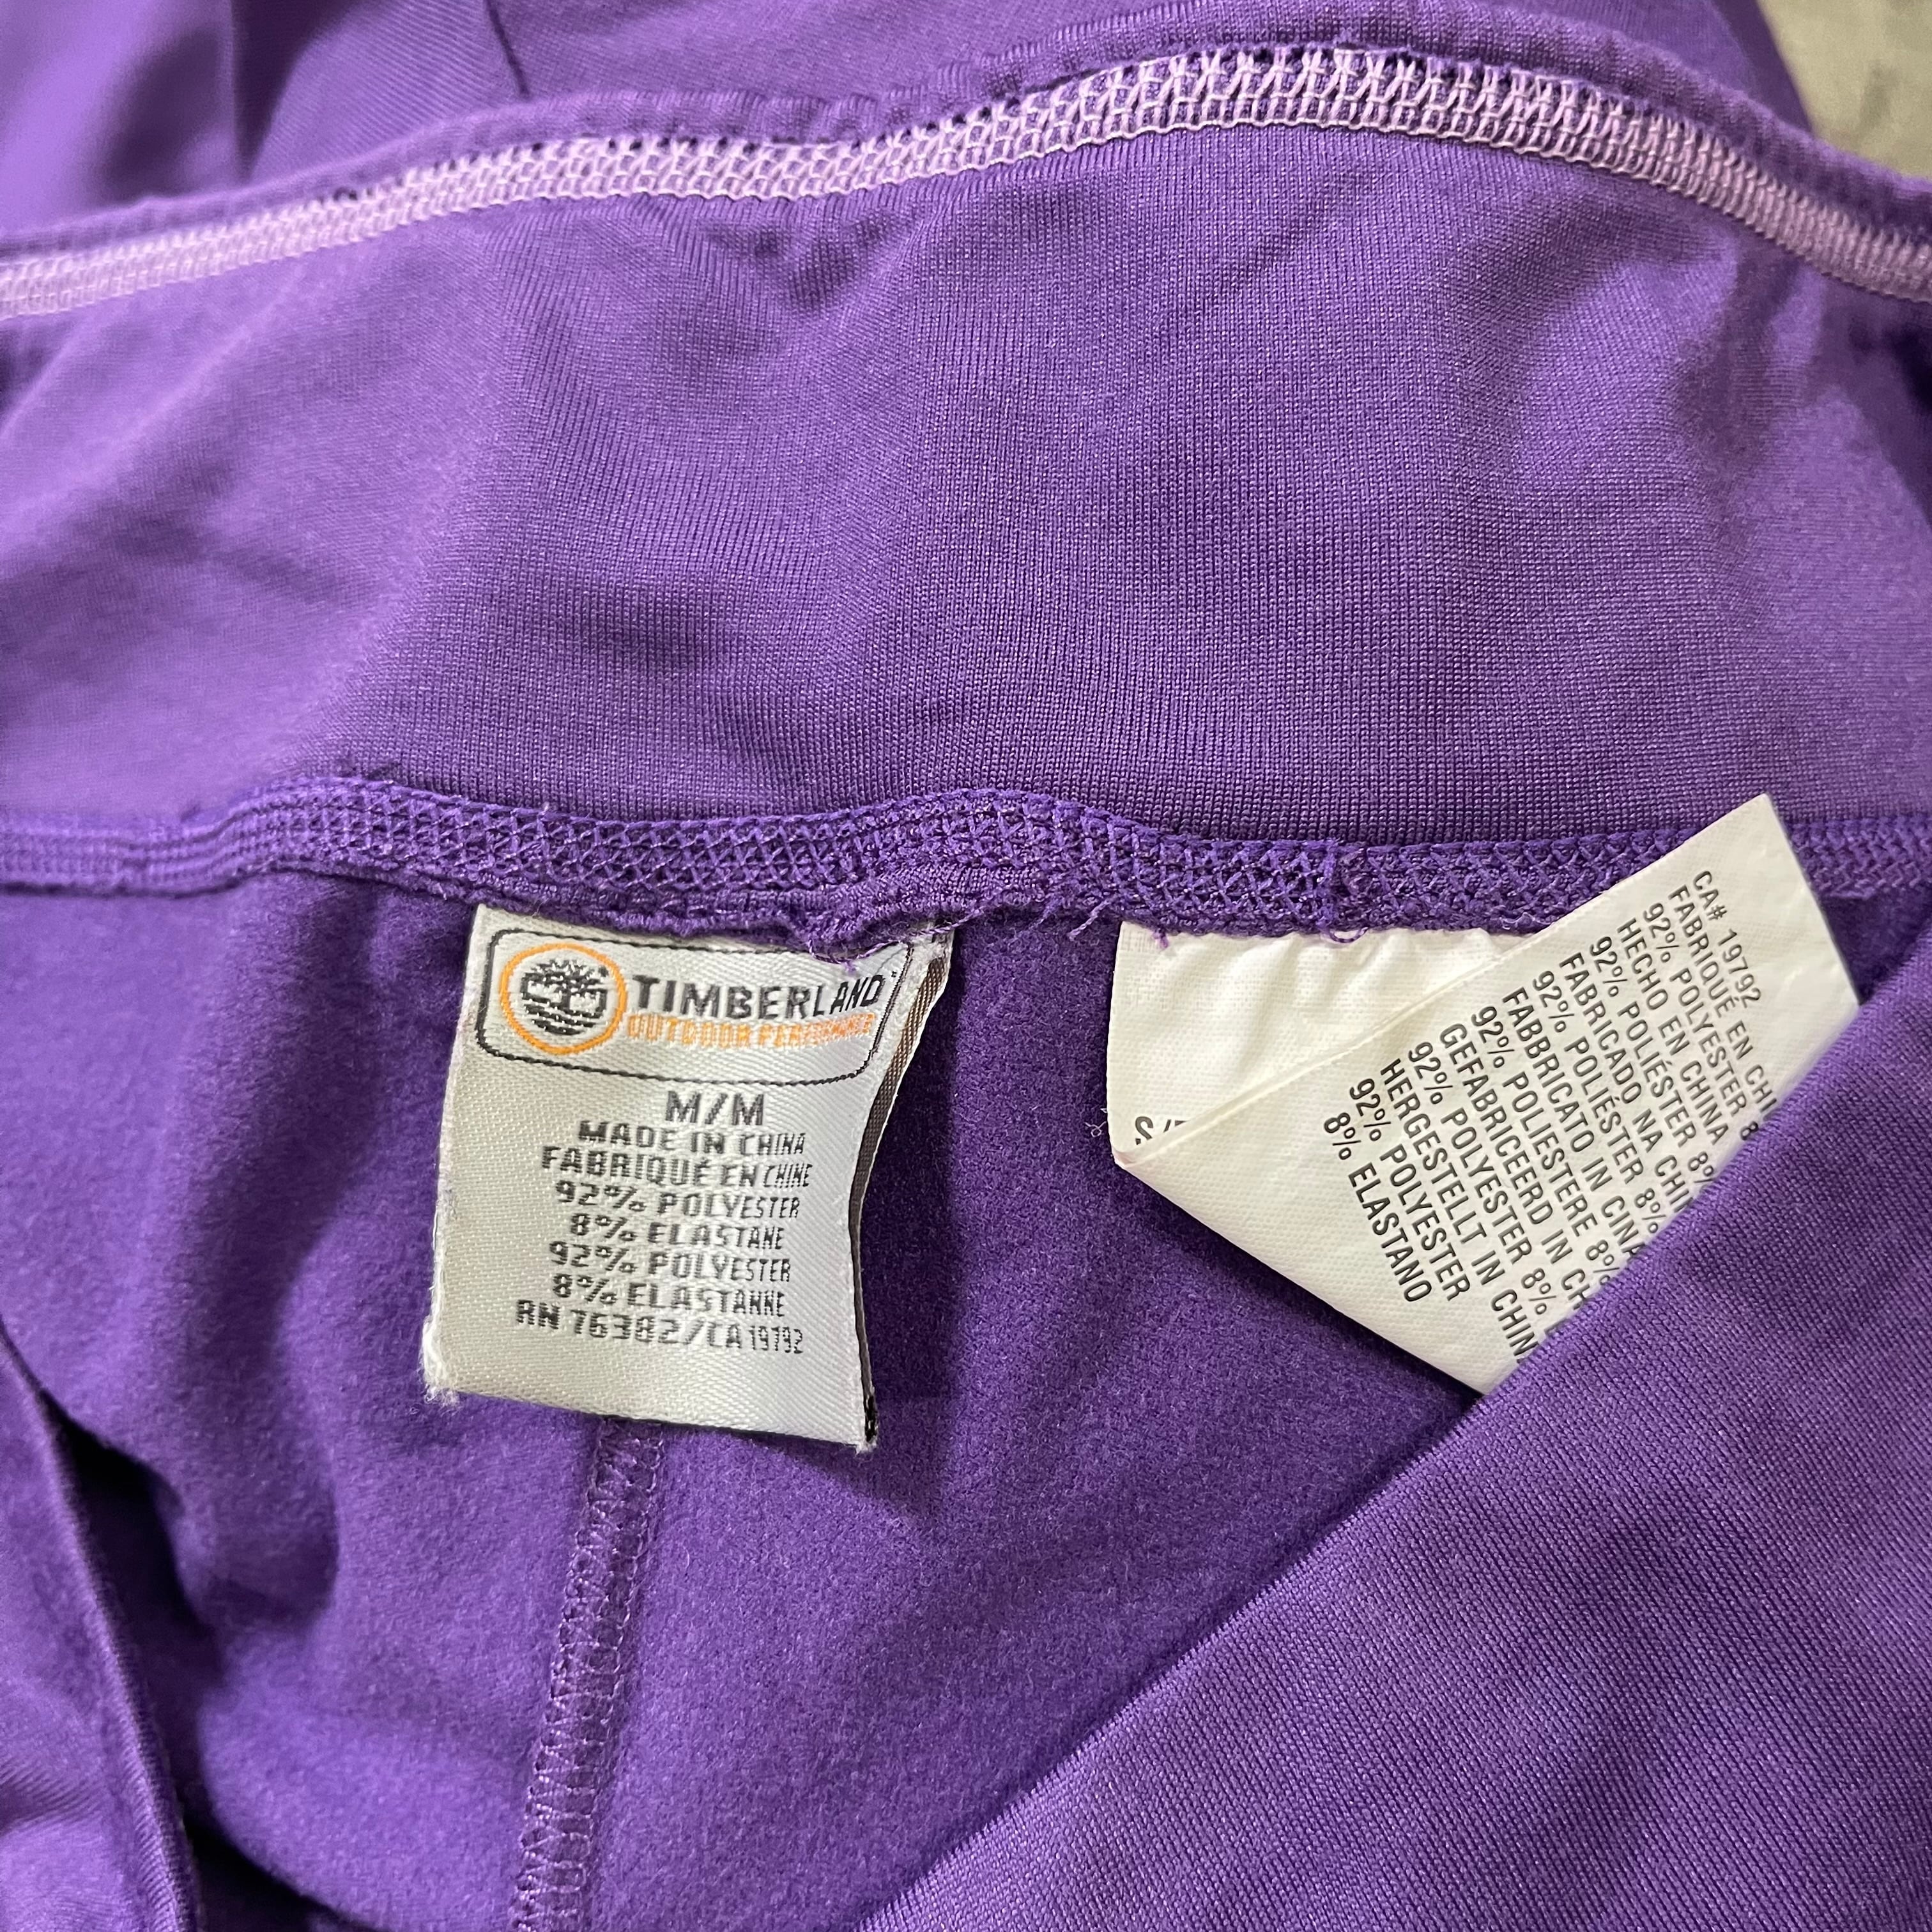 TIMBERLAND
OUTDOOR PERFORMANCE
M/M
MADE IN CHINA
FABRIQUÉ EN CHINE
92% POLYESTER
8% ELASTANE
92% POLYESTER
8% ELASTANNE
RN 76382/CA 19792
CA# 19792
FABRIQUÉ EN CHI
92% POLYESTER 8
HECHO EN CHINA
92% POLIÉSTER 8%
FABRICADO NA CHI
92% POLIÉSTER 8%
FABBRICATO IN CINA
92% POLIESTERE 8%
GEFABRICEERD IN CH
92% POLYESTER 8%
HERGESTELLT IN CHIN
92% POLYESTER
8% ELASTANO